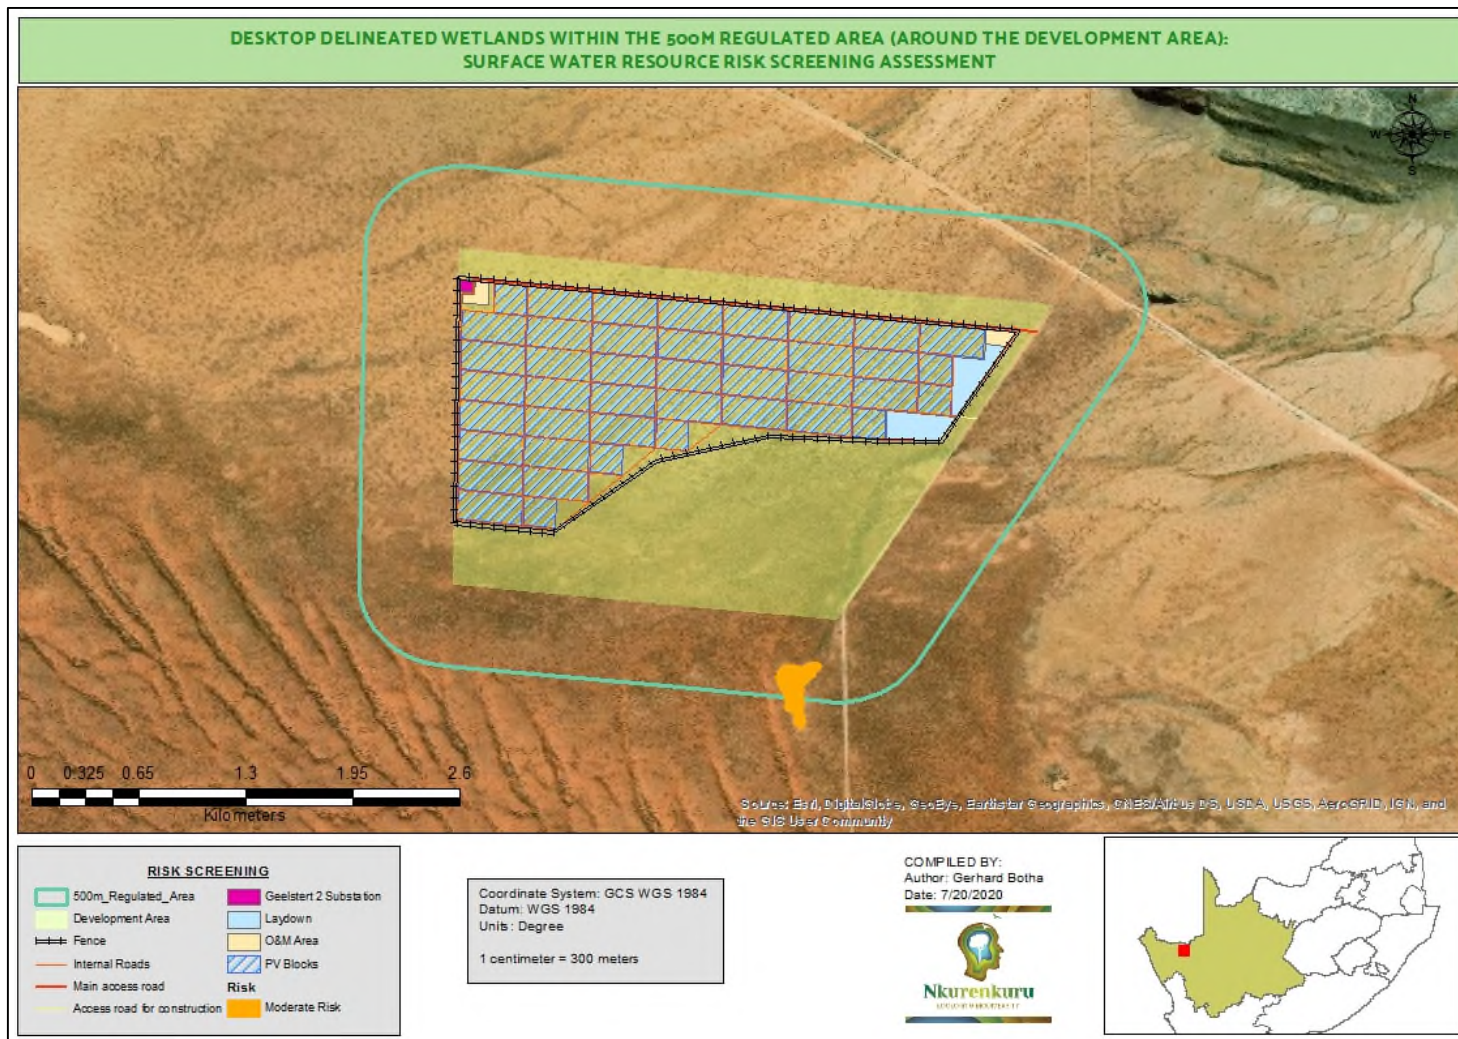 DESKTOP DELINEATED WETLANDS WITHIN THE 500M REGULATED AREA (AROUND THE DEVELOPMENT AREA):
SURFACE WATER RESOURCE RISK SCREENING ASSESSMENT
N
W E
S
0 0.325 0.65 1.3 1.95 2.6
Kilometers
Source: Esri, DigitalGlobe, GeoEye, Earthstar Geographics, CNES/Airbus DS, USDA, USGS, AeroGRID, IGN, and
the GIS User Community
RISK SCREENING
500m_Regulated_Area
Development Area
Fence
Internal Roads
Main access road
Access road for construction
Geelstert 2 Substation
Laydown
O&M Area
PV Blocks
Risk
Moderate Risk
Coordinate System: GCS WGS 1984
Datum: WGS 1984
Units: Degree
1 centimeter = 300 meters
COMPILED BY:
Author: Gerhard Botha
Date: 7/20/2020
Nkurenkuru